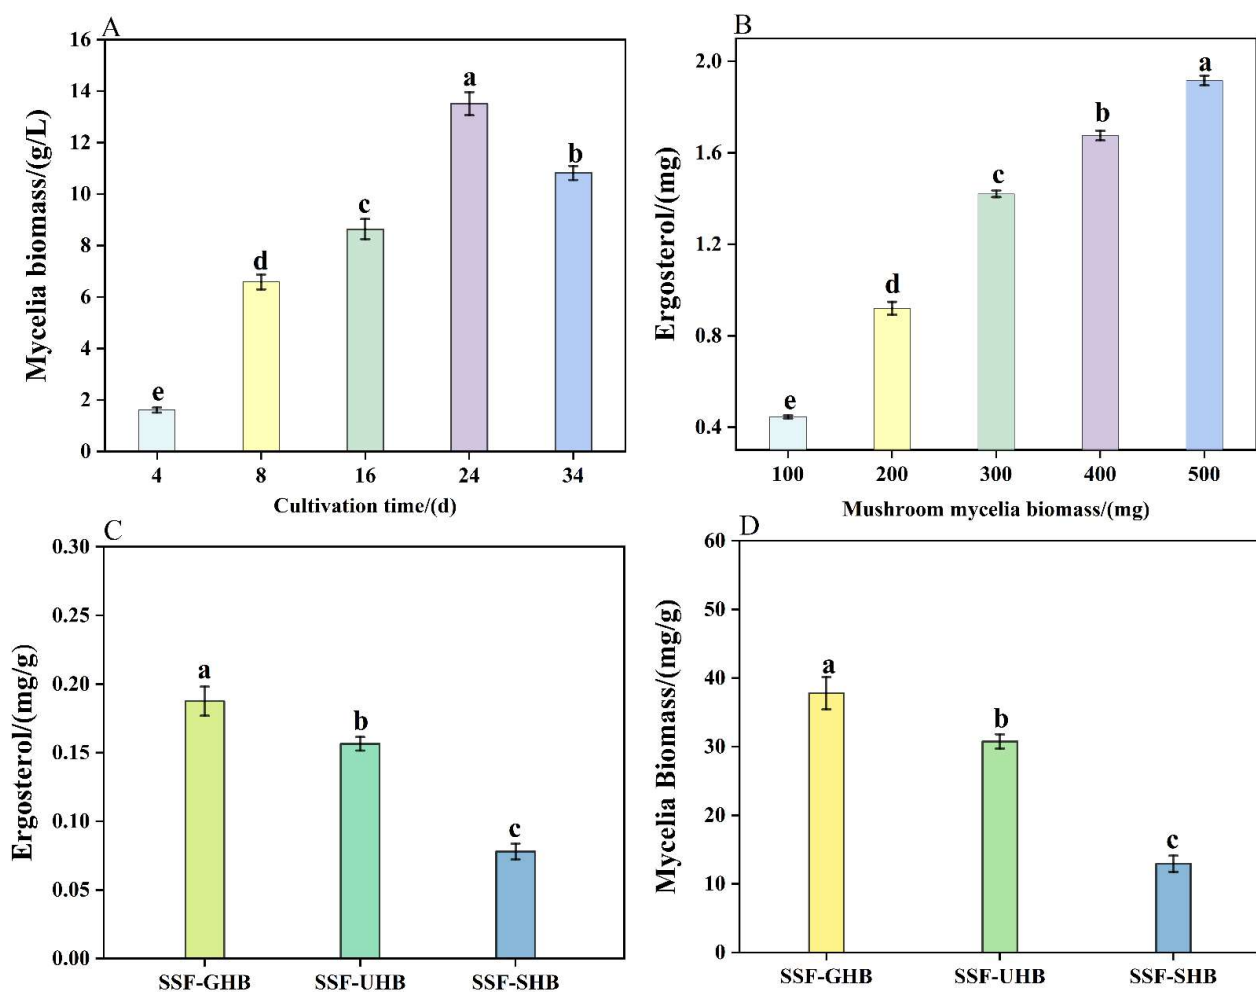 A
Mycelia biomass/(g/L)
16
14
12
10
8
6
4
2
0
e
d
c
a
b
4 8 16 24 34
Cultivation time/(d)
B
Ergosterol/(mg)
2.0
1.6
1.2
0.8
0.4
e
d
c
b
a
100 200 300 400 500
Mushroom mycelia biomass/(mg)
C
Ergosterol/(mg/g)
0.30
0.25
0.20
0.15
0.10
0.05
0.00
a
b
c
SSF-GHB SSF-UHB SSF-SHB
D
Mycelia Biomass/(mg/g)
60
50
40
30
20
10
0
a
b
c
SSF-GHB SSF-UHB SSF-SHB